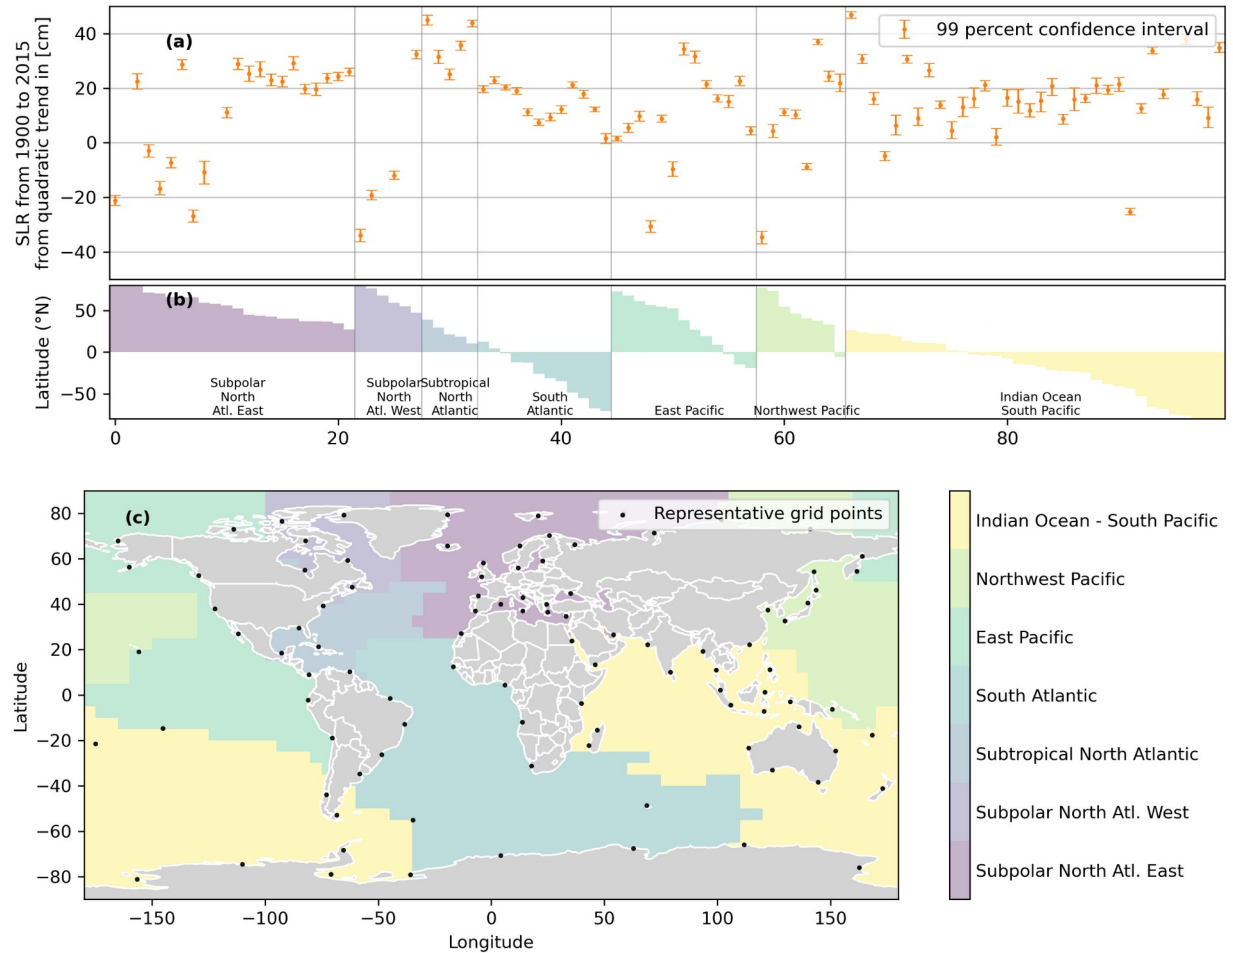 SLR from 1900 to 2015
from quadratic trend in [cm]
40
20
0
−20
−40
(a)
99 percent confidence interval
Latitude (°N)
50
0
−50
(b)
Subpolar
North
Atl. East
Subpolar
North
Atl. West
Subtropical
North
Atlantic
South
Atlantic
East Pacific
Northwest Pacific
Indian Ocean
South Pacific
0 20 40 60 80
Latitude
80
60
40
20
0
−20
−40
−60
−80
(c)
Representative grid points
−150 −100 −50 0 50 100 150
Longitude
Indian Ocean - South Pacific
Northwest Pacific
East Pacific
South Atlantic
Subtropical North Atlantic
Subpolar North Atl. West
Subpolar North Atl. East